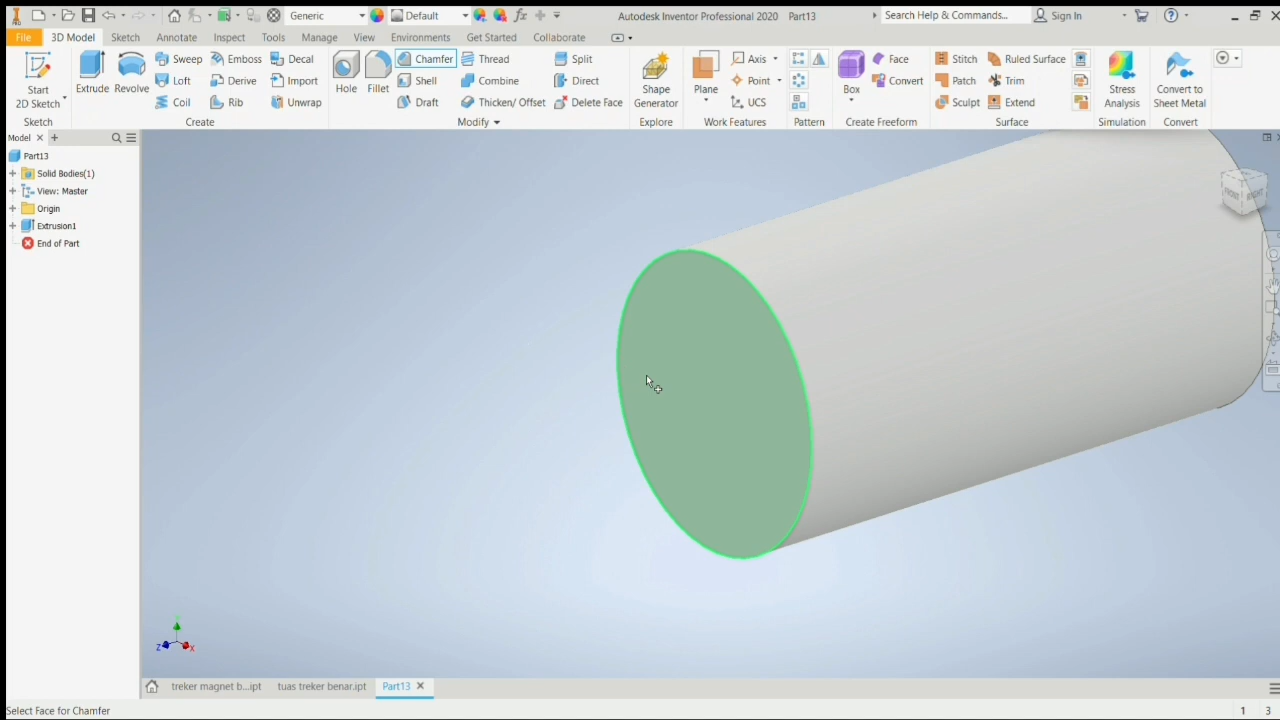 Generic
Default
Autodesk Inventor Professional 2020 Part13
Search Help & Commands...
Sign In
File 3D Model Sketch Annotate Inspect Tools Manage View Environments Get Started Collaborate
Start
2D Sketch
Sketch
Extrude
Revolve
Sweep
Loft
Coil
Emboss
Derive
Rib
Decal
Import
Unwrap
Create
Hole
Fillet
Chamfer
Shell
Draft
Thread
Combine
Thicken/ Offset
Split
Direct
Delete Face
Modify
Shape
Generator
Explore
Plane
Axis
Point
UCS
Work Features
Pattern
Box
Face
Convert
Create Freeform
Stitch
Patch
Sculpt
Ruled Surface
Trim
Extend
Surface
Stress
Analysis
Simulation
Convert to
Sheet Metal
Convert
Model
Part13
Solid Bodies(1)
View: Master
Origin
Extrusion1
End of Part
RIGHT
Z
X
treker magnet b...ipt tuas treker benar.ipt Part13
Select Face for Chamfer
1 3